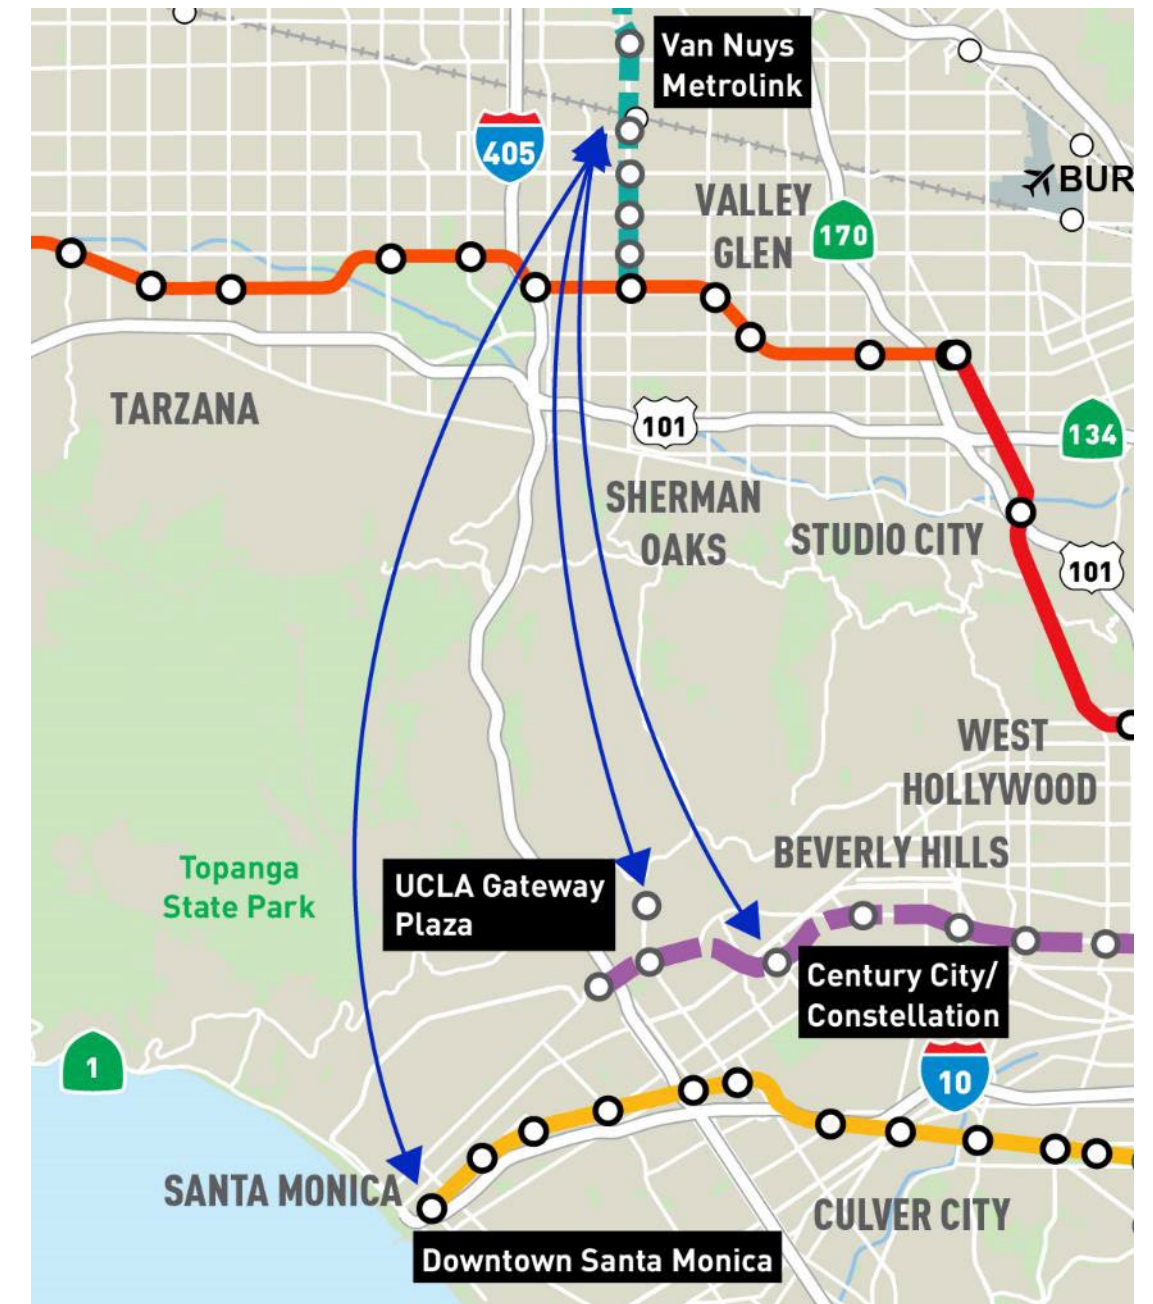 Van Nuys
Metrolink
405
BUR
VALLEY
GLEN
170
TARZANA
101
134
SHERMAN
OAKS
STUDIO CITY
101
WEST
HOLLYWOOD
BEVERLY HILLS
Topanga
State Park
UCLA Gateway
Plaza
Century City/
Constellation
1
10
SANTA MONICA
CULVER CITY
Downtown Santa Monica